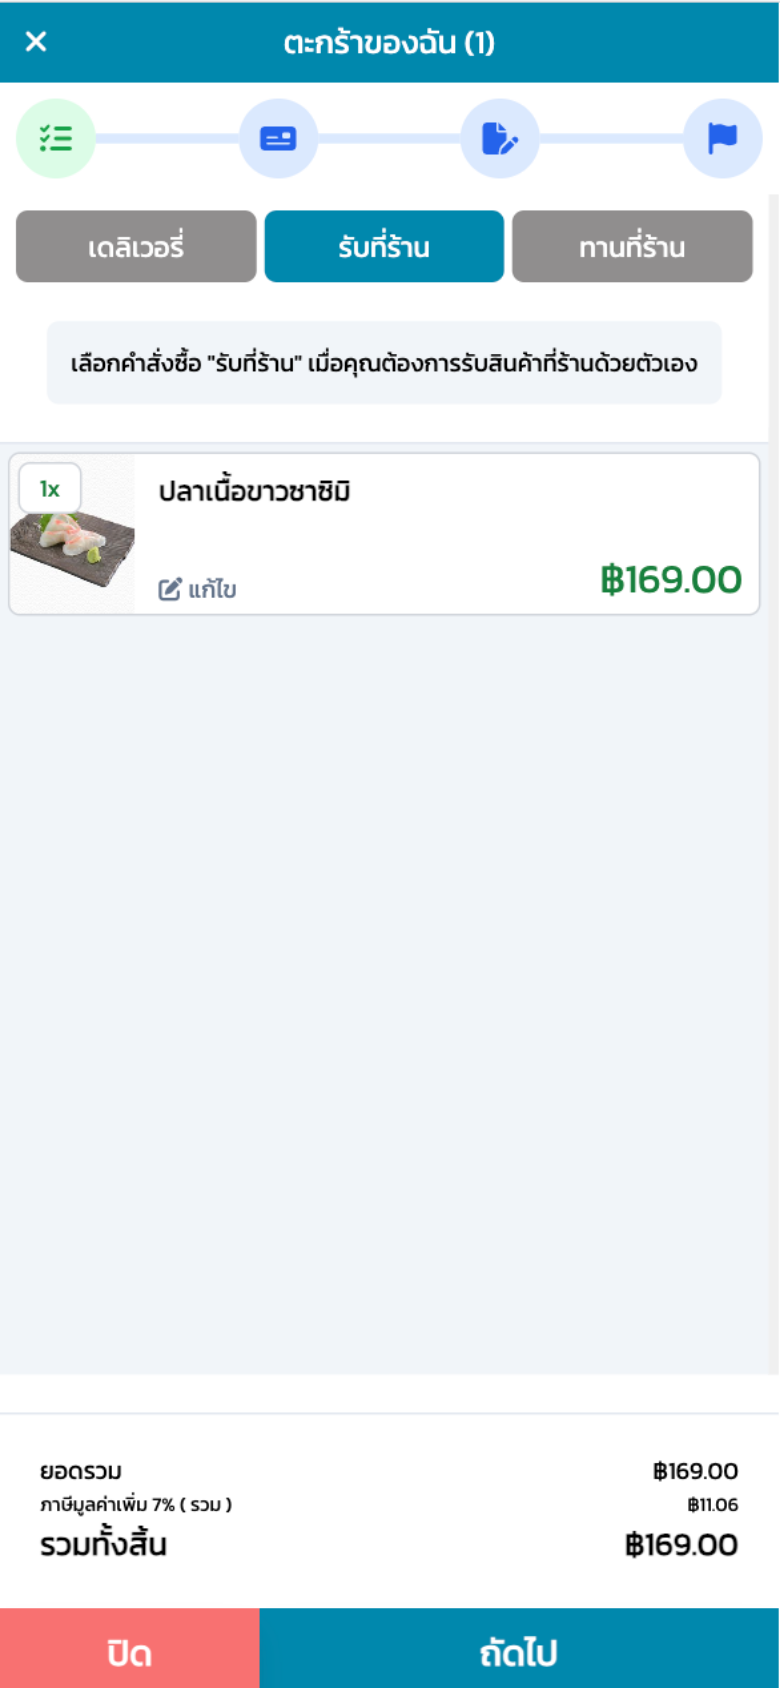 ตะกร้าของฉัน (1)
เดลิเวอรี่
รับที่ร้าน
ทานที่ร้าน
เลือกคำสั่งซื้อ "รับที่ร้าน" เมื่อคุณต้องการรับสินค้าที่ร้านด้วยตัวเอง
1x
ปลาเนื้อขาวซาชิมิ
แก้ไข
฿169.00
ยอดรวม ฿169.00
ภาษีมูลค่าเพิ่ม 7% ( รวม ) ฿11.06
รวมทั้งสิ้น ฿169.00
ปิด
ถัดไป